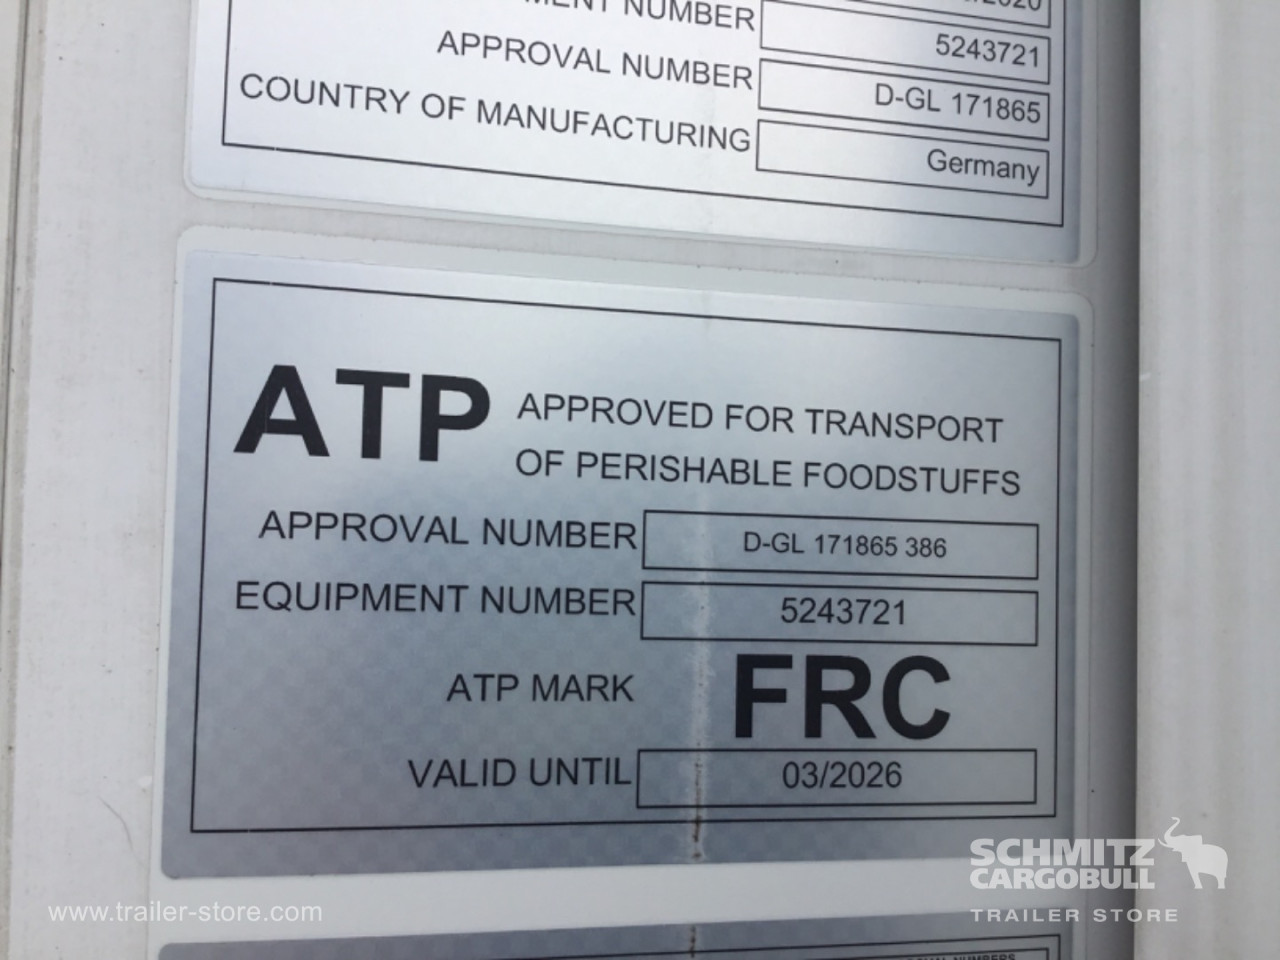 NUMBER
5243721
APPROVAL NUMBER
D-GL 171865
COUNTRY OF MANUFACTURING
Germany
ATP
APPROVED FOR TRANSPORT
OF PERISHABLE FOODSTUFFS
APPROVAL NUMBER
D-GL 171865 386
EQUIPMENT NUMBER
5243721
ATP MARK
FRC
VALID UNTIL
03/2026
SCHMITZ
CARGOBULL
TRAILER STORE
www.trailer-store.com
NUMBERS